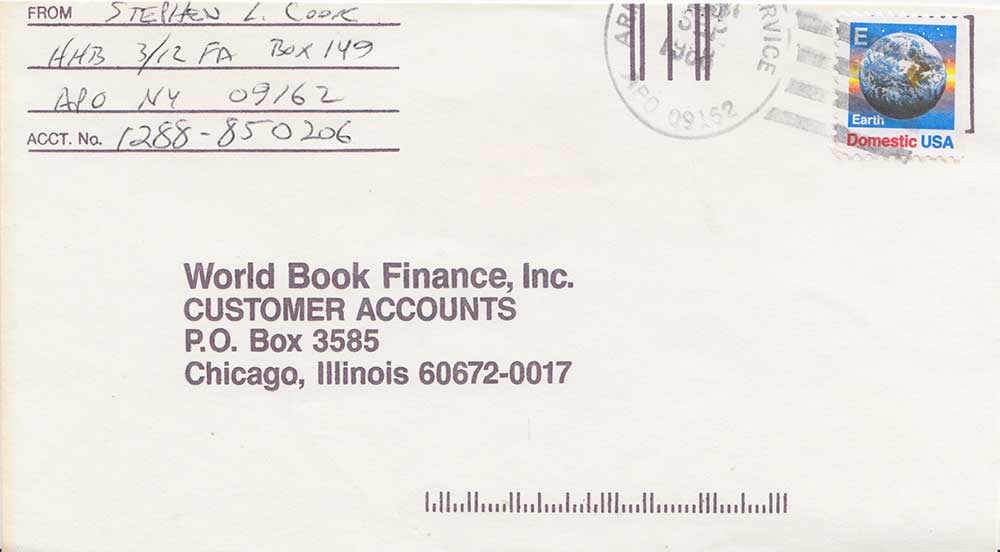 FROM STEPHEN L. COOK
HHB 3/12 FA BOX 149
APO NY 09162
ACCT. No. 1288-850206
SERVICE
APO 09162
E
Earth
Domestic USA
World Book Finance, Inc.
CUSTOMER ACCOUNTS
P.O. Box 3585
Chicago, Illinois 60672-0017